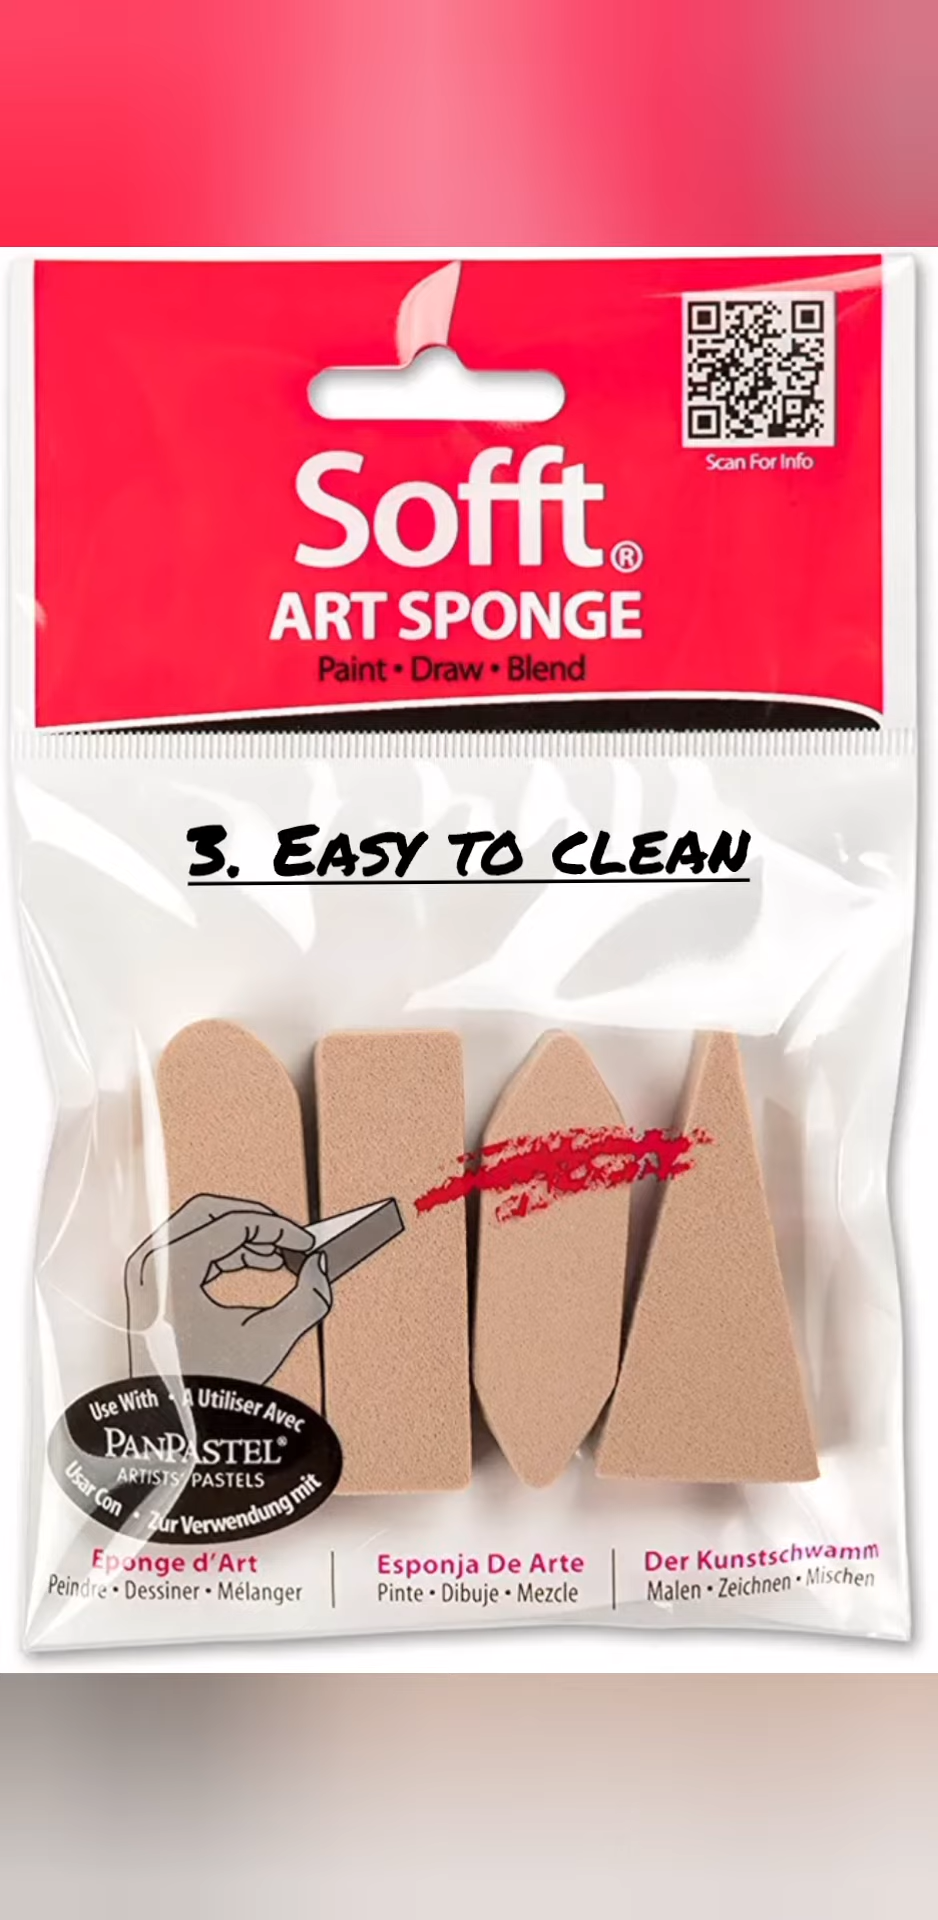 Scan For Info
Sofft®
ART SPONGE
Paint • Draw • Blend
3. EASY TO CLEAN
Use With • A Utiliser Avec
PANPASTEL®
ARTISTS' PASTELS
Usar Con • Zur Verwendung mit
Eponge d'Art
Peindre • Dessiner • Mélanger
Esponja De Arte
Pinte • Dibuje • Mezcle
Der Kunstschwamm
Malen • Zeichnen • Mischen